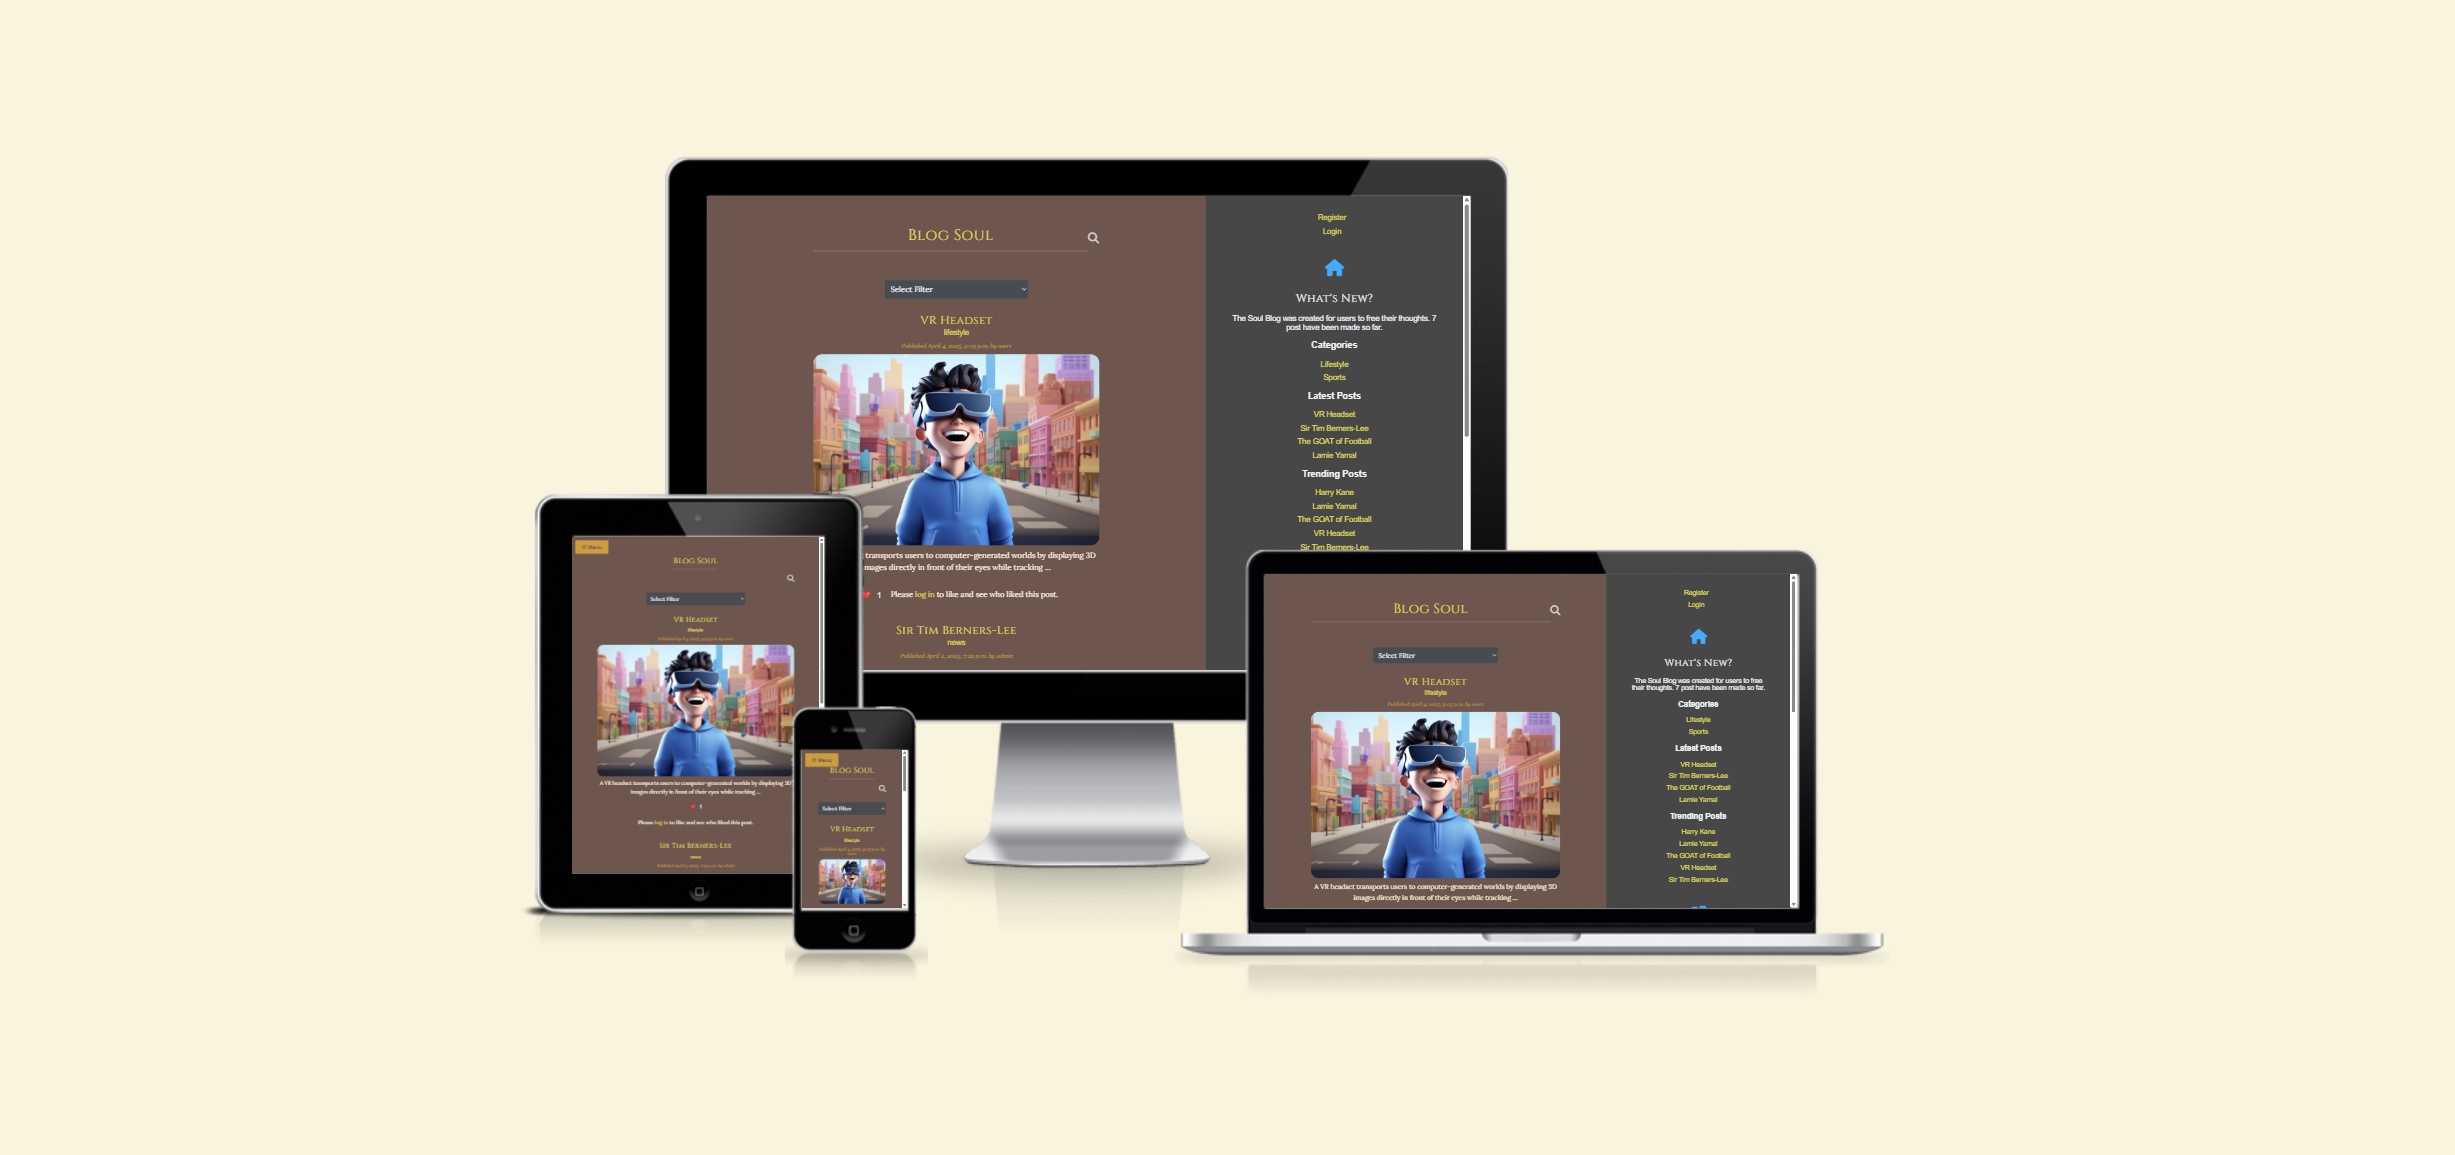 Blog Soul
Select Filter
VR Headset
lifestyle
Published April 4, 2025, 9:05 p.m. by users
transports users to computer-generated worlds by displaying 3D
mages directly in front of their eyes while tracking ...
1 Please log in to like and see who liked this post.
Sir Tim Berners-Lee
news
Published April 2, 2025, 7:22 p.m. by admin
Register
Login
What's New?
The Soul Blog was created for users to free their thoughts. 7
post have been made so far.
Categories
Lifestyle
Sports
Latest Posts
VR Headset
Sir Tim Berners-Lee
The GOAT of Football
Lamie Yamal
Trending Posts
Harry Kane
Lamie Yamal
The GOAT of Football
VR Headset
Sir Tim Berners-Lee
☰ Menu
Blog Soul
Select Filter
VR Headset
lifestyle
A VR headset transports users to computer-generated worlds by displaying 3D
images directly in front of their eyes while tracking ...
1
Please log in to like and see who liked this post.
Sir Tim Berners-Lee
news
☰ Menu
Blog Soul
Select Filter
VR Headset
lifestyle
Blog Soul
Select Filter
VR Headset
lifestyle
Published April 4, 2025, 9:05 p.m. by users
A VR headset transports users to computer-generated worlds by displaying 3D
images directly in front of their eyes while tracking ...
Register
Login
What's New?
The Soul Blog was created for users to free
their thoughts. 7 post have been made so far.
Categories
Lifestyle
Sports
Latest Posts
VR Headset
Sir Tim Berners-Lee
The GOAT of Football
Lamie Yamal
Trending Posts
Harry Kane
Lamie Yamal
The GOAT of Football
VR Headset
Sir Tim Berners-Lee